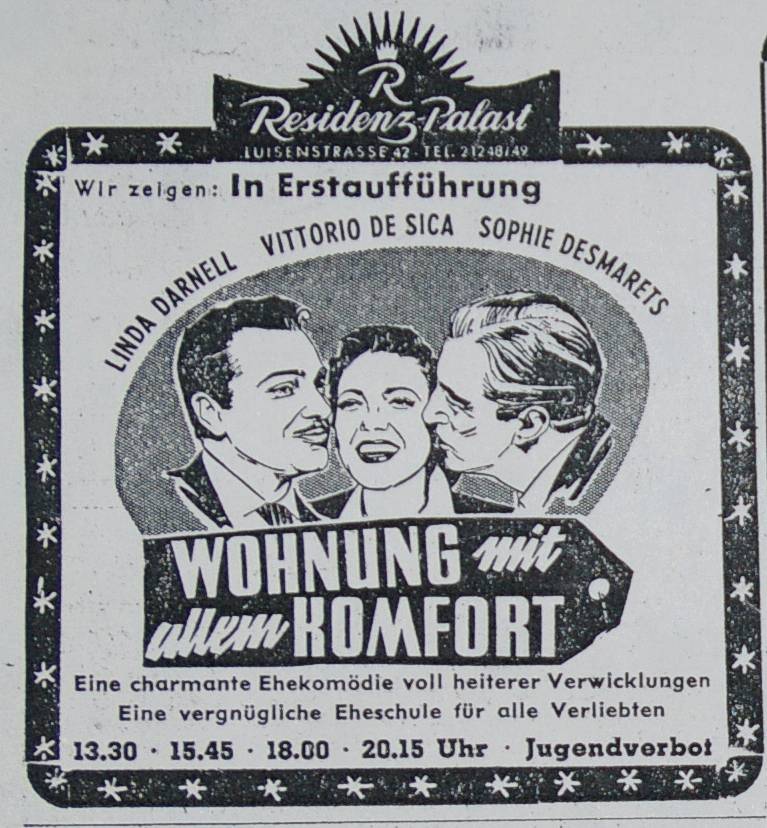 R
Residenz-Palast
LUISENSTRASSE 42 · TEL. 21248/49
Wir zeigen: In Erstaufführung
LINDA DARNELL VITTORIO DE SICA SOPHIE DESMARETS
WOHNUNG mit
allem KOMFORT
Eine charmante Ehekomödie voll heiterer Verwicklungen
Eine vergnügliche Eheschule für alle Verliebten
13.30 · 15.45 · 18.00 · 20.15 Uhr · Jugendverbot